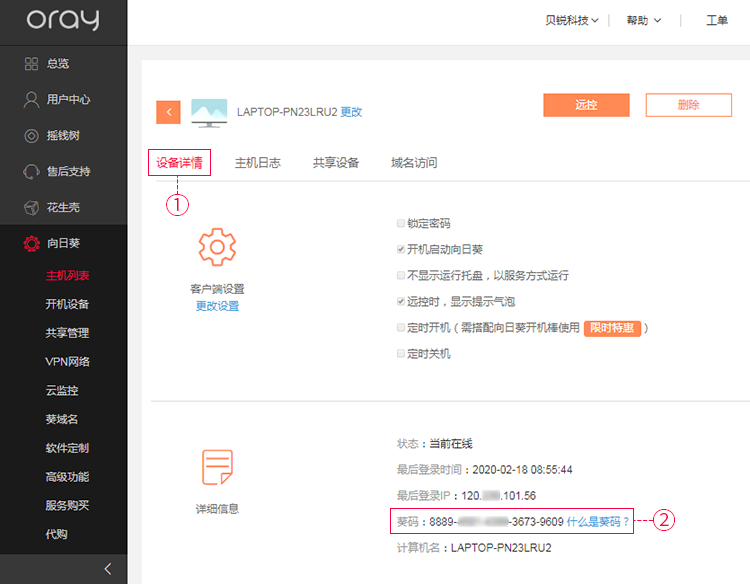 oray
贝锐科技
帮助
工单
总览
用户中心
摇钱树
售后支持
花生壳
向日葵
主机列表
开机设备
共享管理
VPN网络
云监控
葵域名
软件定制
高级功能
服务购买
代购
LAPTOP-PN23LRU2 更改
远控
删除
设备详情
主机日志
共享设备
域名访问
1
客户端设置
更改设置
锁定密码
开机启动向日葵
不显示运行托盘，以服务方式运行
远控时，显示提示气泡
定时开机（需搭配向日葵开机棒使用 限时特惠 ）
定时关机
详细信息
状态：当前在线
最后登录时间：2020-02-18 08:55:44
最后登录IP：120. .101.56
葵码：8889- -3673-9609 什么是葵码？
2
计算机名：LAPTOP-PN23LRU2